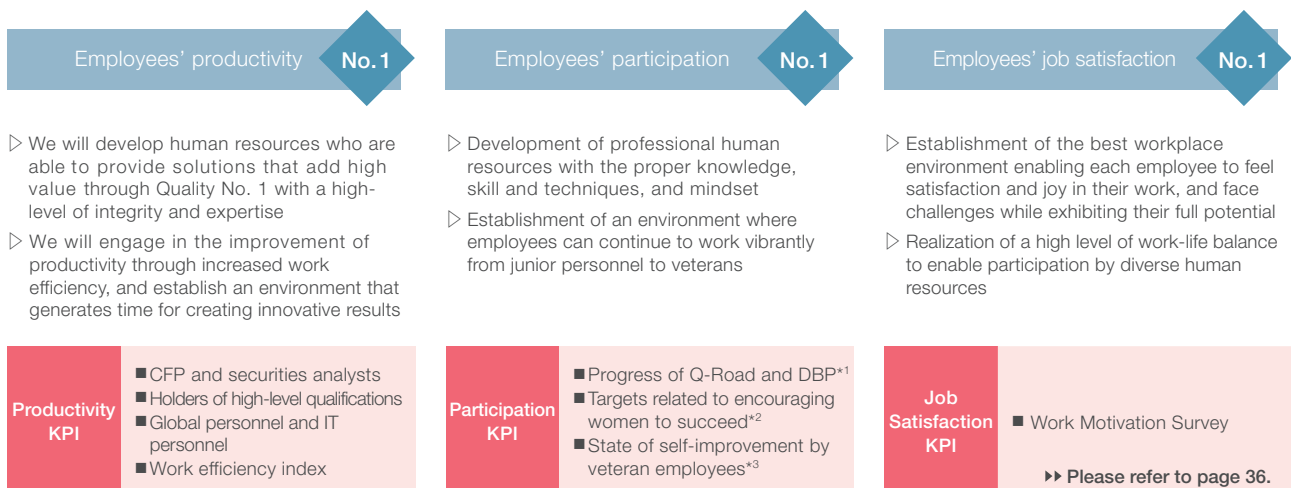 Employees' productivity No.1
▷ We will develop human resources who are
able to provide solutions that add high
value through Quality No. 1 with a high-
level of integrity and expertise
▷ We will engage in the improvement of
productivity through increased work
efficiency, and establish an environment that
generates time for creating innovative results
Productivity
KPI
■ CFP and securities analysts
■ Holders of high-level qualifications
■ Global personnel and IT
personnel
■ Work efficiency index
Employees' participation No.1
▷ Development of professional human
resources with the proper knowledge,
skill and techniques, and mindset
▷ Establishment of an environment where
employees can continue to work vibrantly
from junior personnel to veterans
Participation
KPI
■ Progress of Q-Road and DBP*1
■ Targets related to encouraging
women to succeed*2
■ State of self-improvement by
veteran employees*3
Employees' job satisfaction No.1
▷ Establishment of the best workplace
environment enabling each employee to feel
satisfaction and joy in their work, and face
challenges while exhibiting their full potential
▷ Realization of a high level of work-life balance
to enable participation by diverse human
resources
Job
Satisfaction
KPI
■ Work Motivation Survey
▶▶ Please refer to page 36.